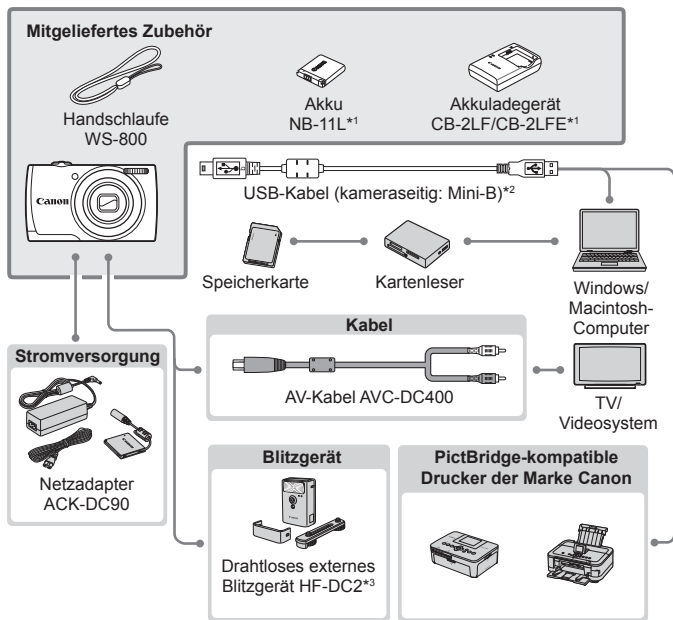 Mitgeliefertes Zubehör
Handschlaufe
WS-800
Akku
NB-11L*1
Akkuladegerät
CB-2LF/CB-2LFE*1
Canon
USB-Kabel (kameraseitig: Mini-B)*2
Speicherkarte
Kartenleser
Windows/
Macintosh-
Computer
Kabel
AV-Kabel AVC-DC400
TV/
Videosystem
Stromversorgung
Netzadapter
ACK-DC90
Blitzgerät
Drahtloses externes
Blitzgerät HF-DC2*3
PictBridge-kompatible
Drucker der Marke Canon